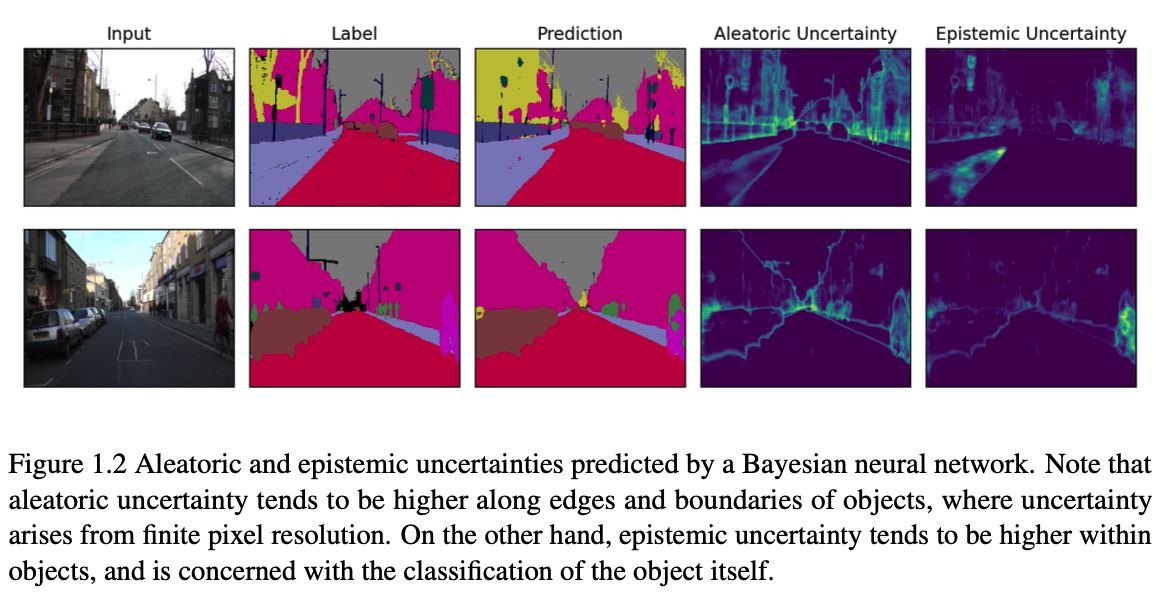 Input
Label
Prediction
Aleatoric Uncertainty
Epistemic Uncertainty
Figure 1.2 Aleatoric and epistemic uncertainties predicted by a Bayesian neural network. Note that
aleatoric uncertainty tends to be higher along edges and boundaries of objects, where uncertainty
arises from finite pixel resolution. On the other hand, epistemic uncertainty tends to be higher within
objects, and is concerned with the classification of the object itself.